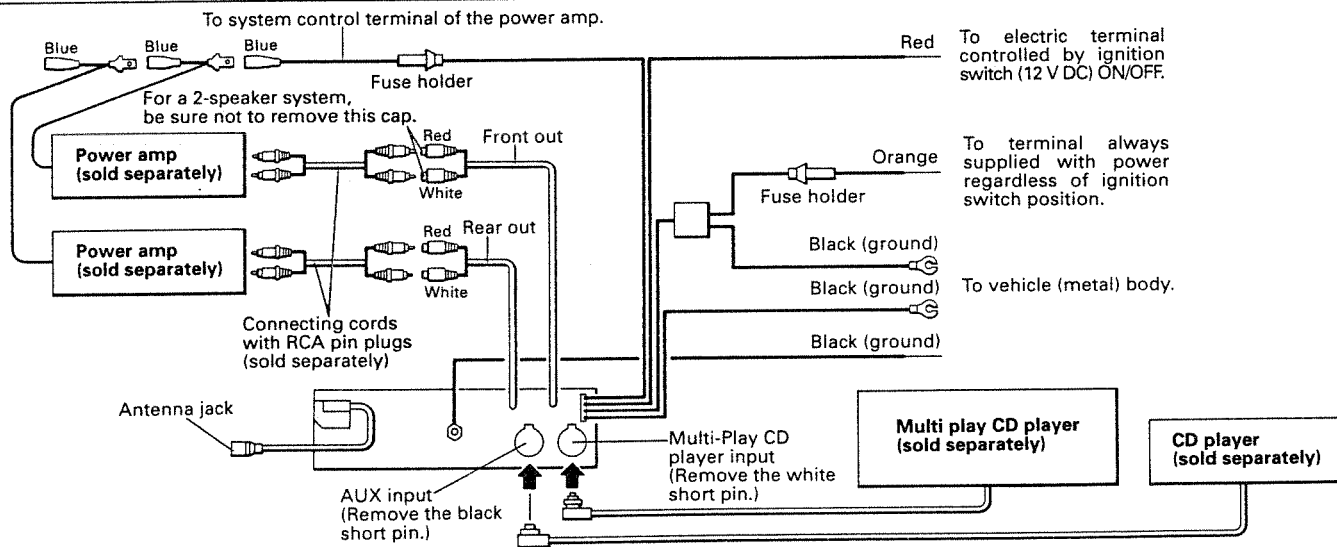 To system control terminal of the power amp.
Blue
Blue
Blue
Fuse holder
Red
To electric terminal
controlled by ignition
switch (12 V DC) ON/OFF.
For a 2-speaker system,
be sure not to remove this cap.
Red
Front out
White
Power amp
(sold separately)
Orange
Fuse holder
To terminal always
supplied with power
regardless of ignition
switch position.
Power amp
(sold separately)
Red
Rear out
White
Black (ground)
Black (ground)
To vehicle (metal) body.
Black (ground)
Connecting cords
with RCA pin plugs
(sold separately)
Antenna jack
Multi-Play CD
player input
(Remove the white
short pin.)
AUX input
(Remove the black
short pin.)
Multi play CD player
(sold separately)
CD player
(sold separately)